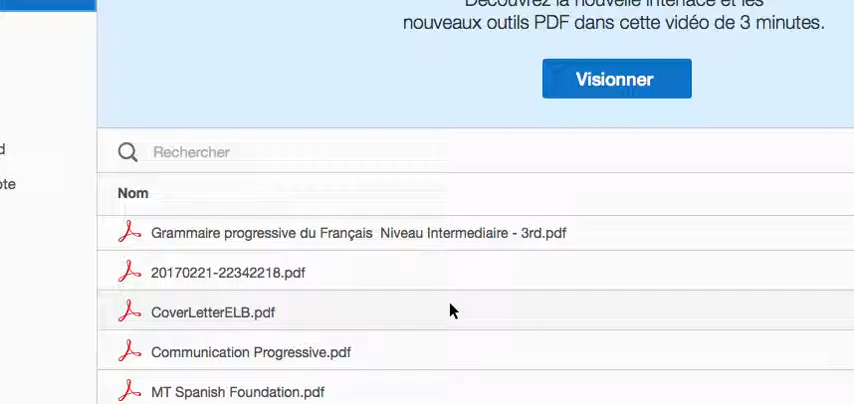 nouveaux outils PDF dans cette vidéo de 3 minutes.
Visionner
Rechercher
Nom
Grammaire progressive du Français Niveau Intermediaire - 3rd.pdf
20170221-22342218.pdf
CoverLetterELB.pdf
Communication Progressive.pdf
MT Spanish Foundation.pdf